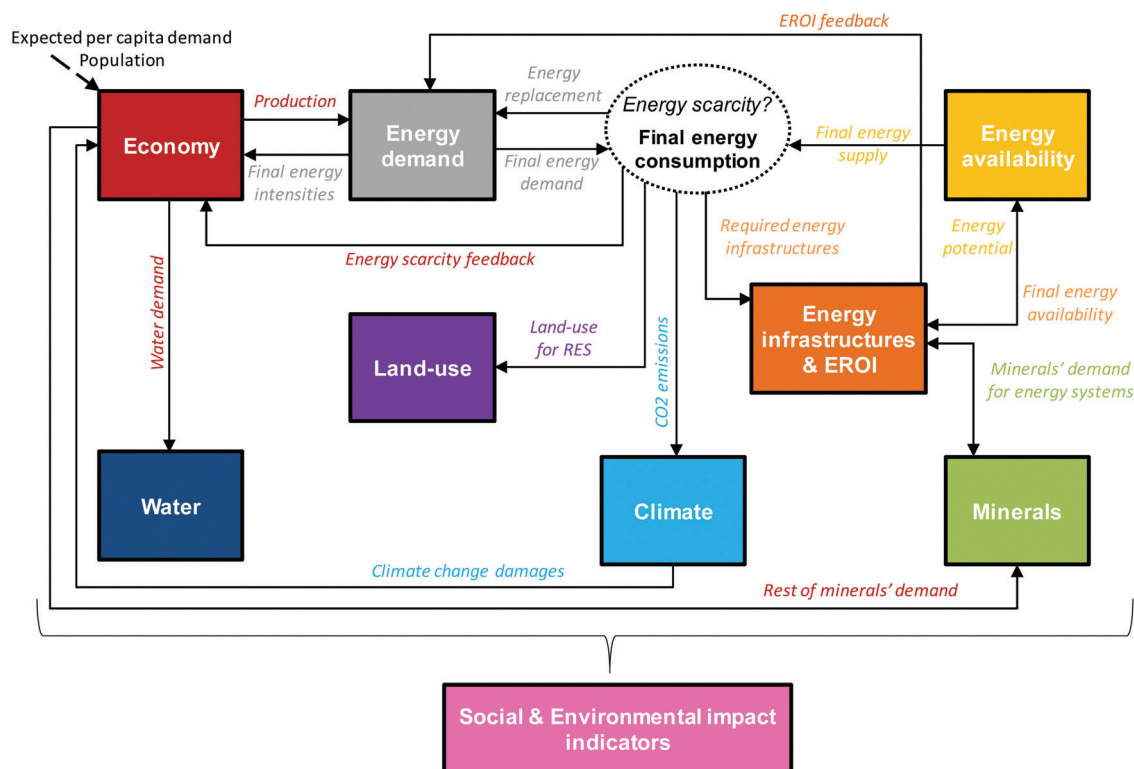 EROI feedback
Expected per capita demand
Population
Economy
Production
Final energy
intensities
Energy
demand
Energy
replacement
Final energy
demand
Energy scarcity?
Final energy
consumption
Final energy
supply
Energy
availability
Energy scarcity feedback
Required energy
infrastructures
Energy
potential
Final energy
availability
Water demand
Land-use
Land-use
for RES
CO2 emissions
Energy
infrastructures
& EROI
Minerals' demand
for energy systems
Water
Climate
Minerals
Climate change damages
Rest of minerals' demand
Social & Environmental impact
indicators